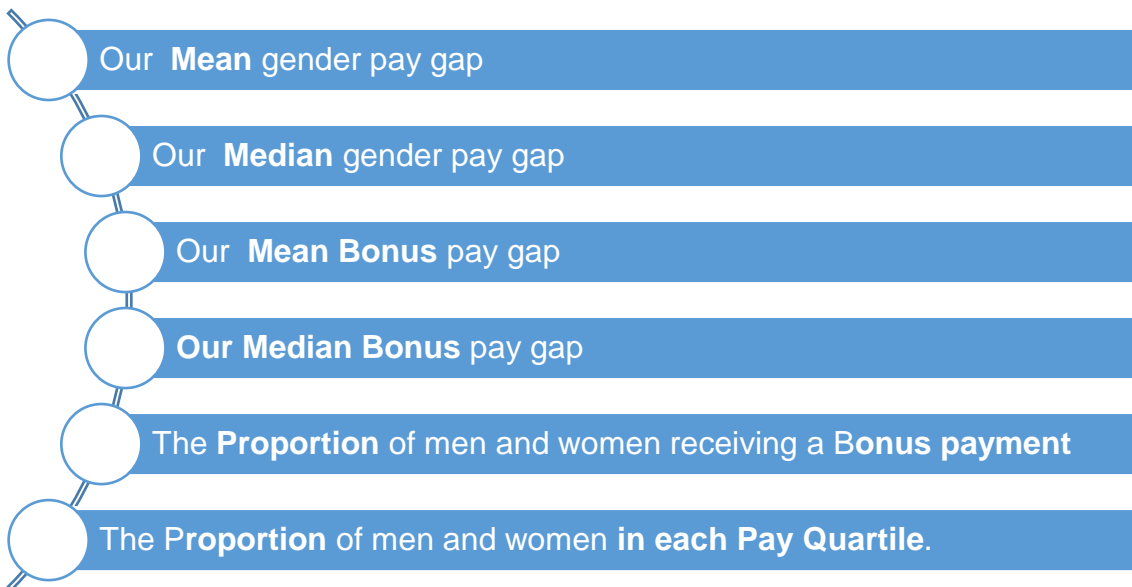 Our Mean gender pay gap
Our Median gender pay gap
Our Mean Bonus pay gap
Our Median Bonus pay gap
The Proportion of men and women receiving a Bonus payment
The Proportion of men and women in each Pay Quartile.